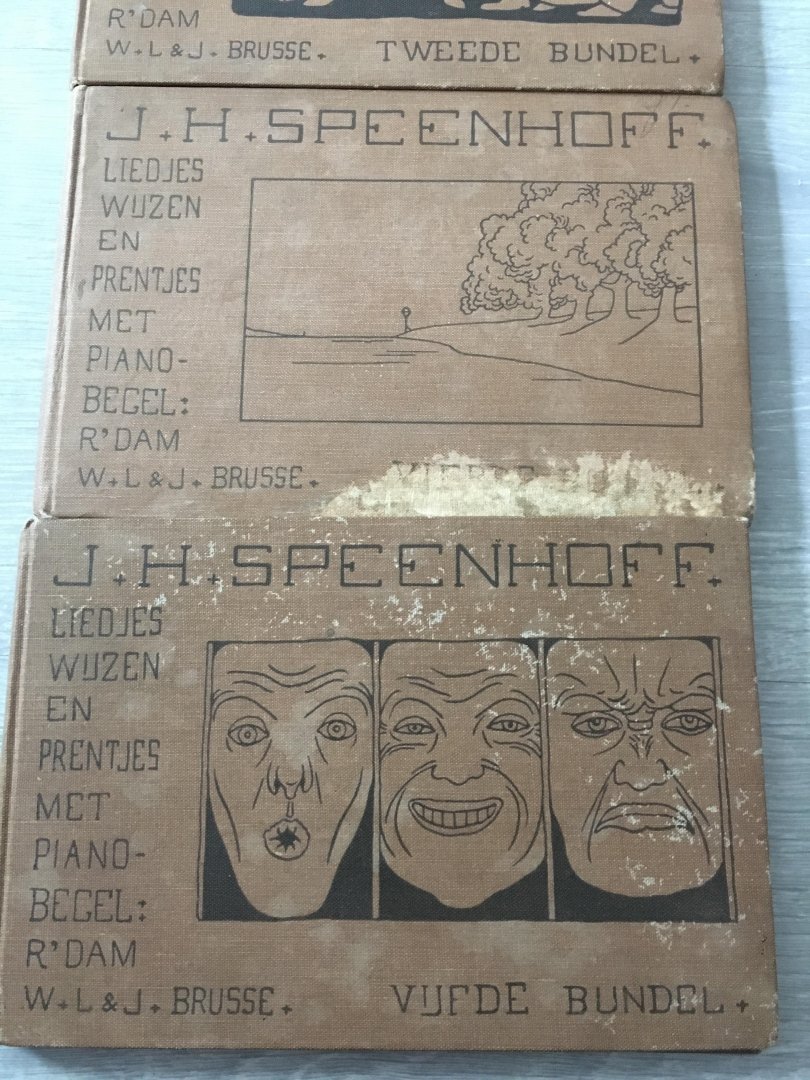 R'DAM
W. L & J. BRUSSE. TWEEDE BUNDEL.
J. H. SPEENHOFF.
LIEDJES
WIJZEN
EN
PRENTJES
MET
PIANO-
BEGEL:
R'DAM
W. L & J. BRUSSE.
J. H. SPEENHOFF.
LIEDJES
WIJZEN
EN
PRENTJES
MET
PIANO-
BEGEL:
R'DAM
W. L & J. BRUSSE. VIJFDE BUNDEL.